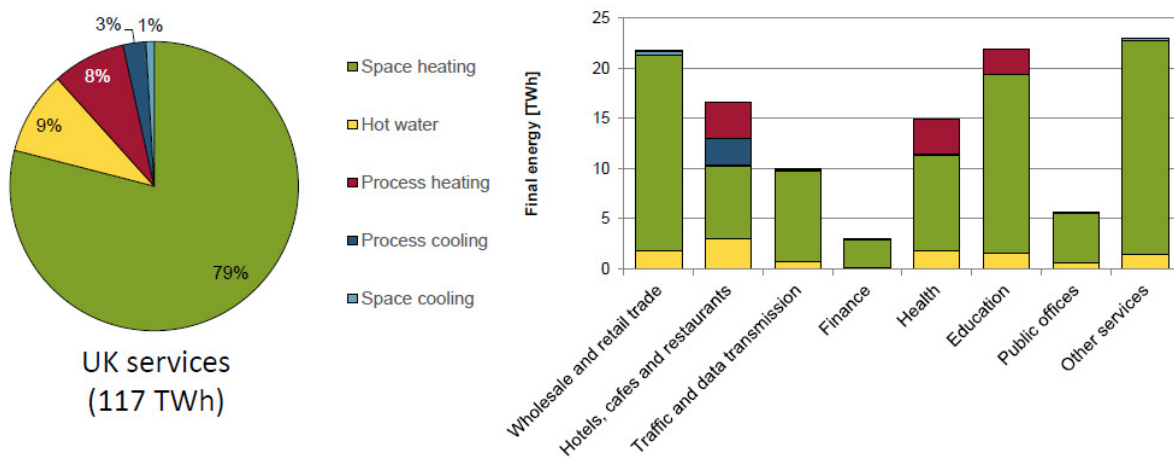 3%
1%
8%
9%
79%
UK services
(117 TWh)
Space heating
Hot water
Process heating
Process cooling
Space cooling
Final energy [TWh]
25
20
15
10
5
0
Wholesale and retail trade
Hotels, cafes and restaurants
Traffic and data transmission
Finance
Health
Education
Public offices
Other services